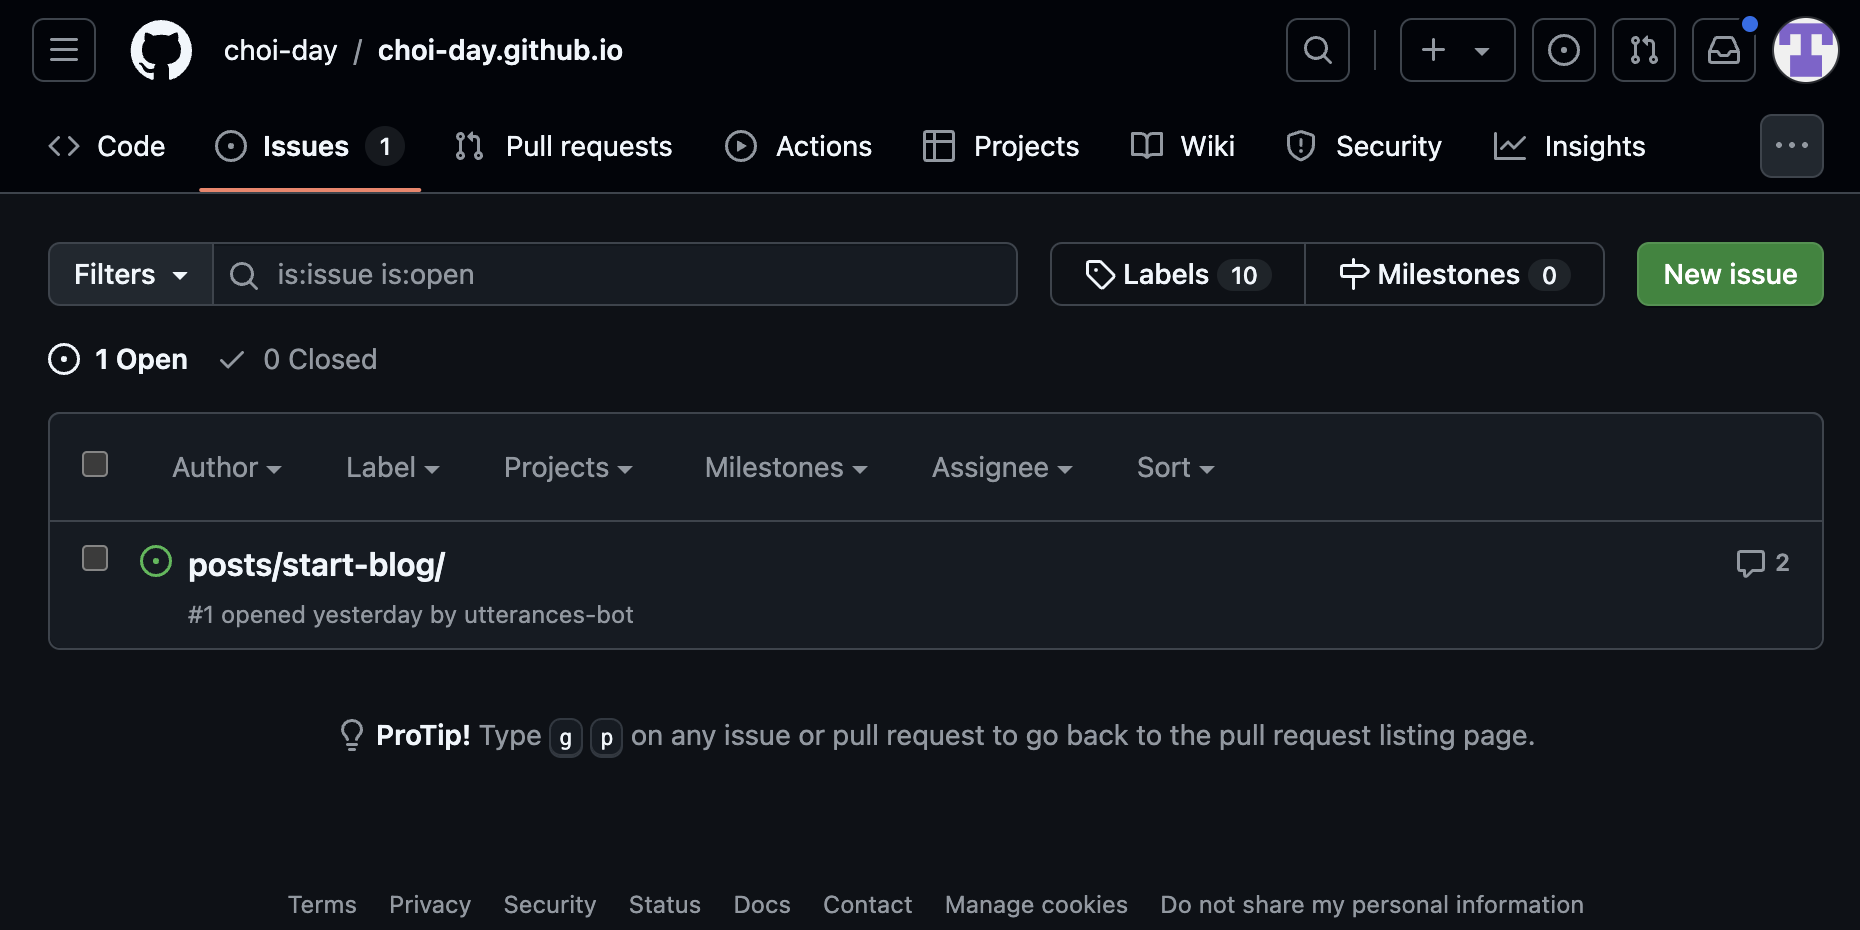 choi-day / choi-day.github.io
Code Issues 1 Pull requests Actions Projects Wiki Security Insights
Filters is:issue is:open Labels 10 Milestones 0 New issue
1 Open 0 Closed
Author Label Projects Milestones Assignee Sort
posts/start-blog/ 2
#1 opened yesterday by utterances-bot
ProTip! Type g p on any issue or pull request to go back to the pull request listing page.
Terms Privacy Security Status Docs Contact Manage cookies Do not share my personal information